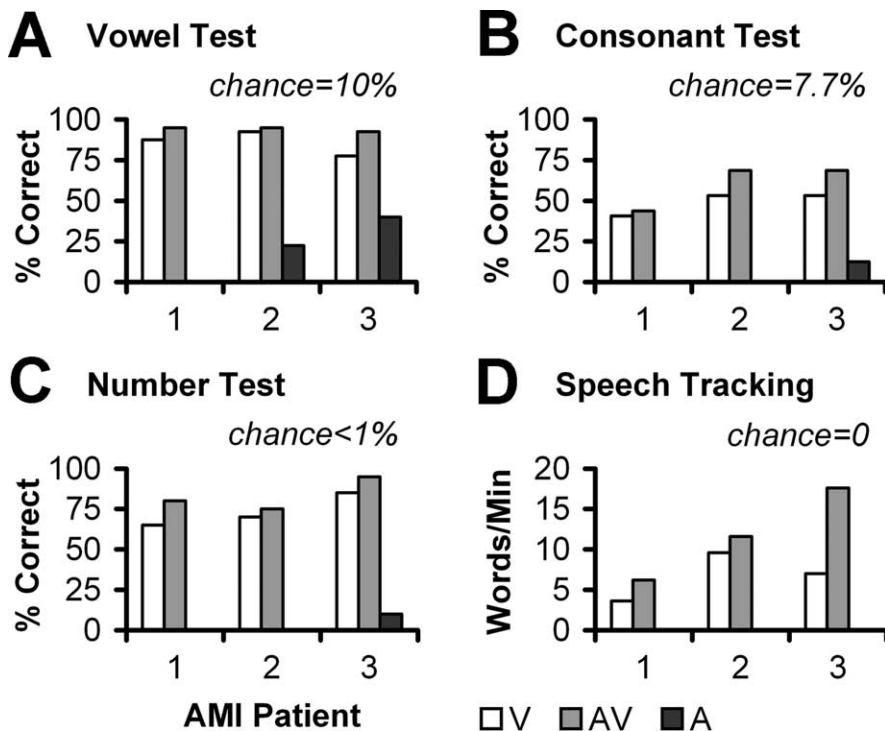 A Vowel Test
chance=10%
% Correct
100
75
50
25
0
1 2 3
B Consonant Test
chance=7.7%
% Correct
100
75
50
25
0
1 2 3
C Number Test
chance<1%
% Correct
100
75
50
25
0
1 2 3
AMI Patient
D Speech Tracking
chance=0
Words/Min
20
15
10
5
0
1 2 3
V AV A